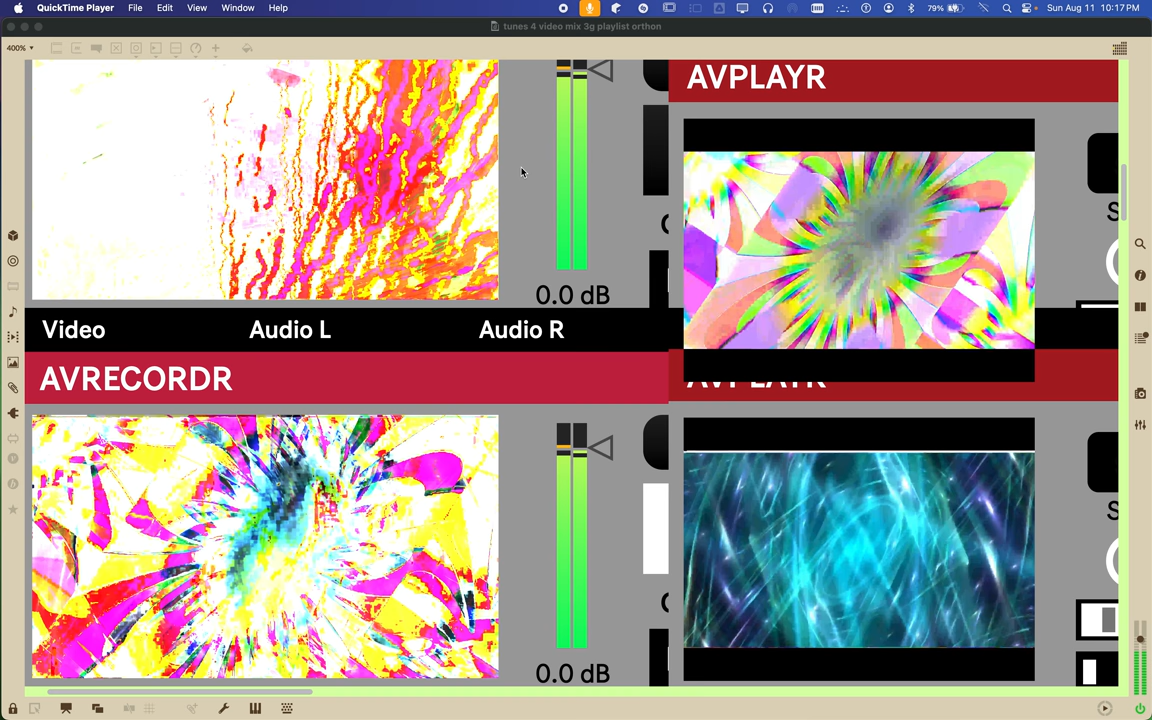 QuickTime Player File Edit View Window Help 79% Sun Aug 11 10:17 PM
tunes 4 video mix 3g playlist orthon
400%
AVPLAYR
0.0 dB
Video Audio L Audio R
AVRECORDR
AVPLAYR
0.0 dB